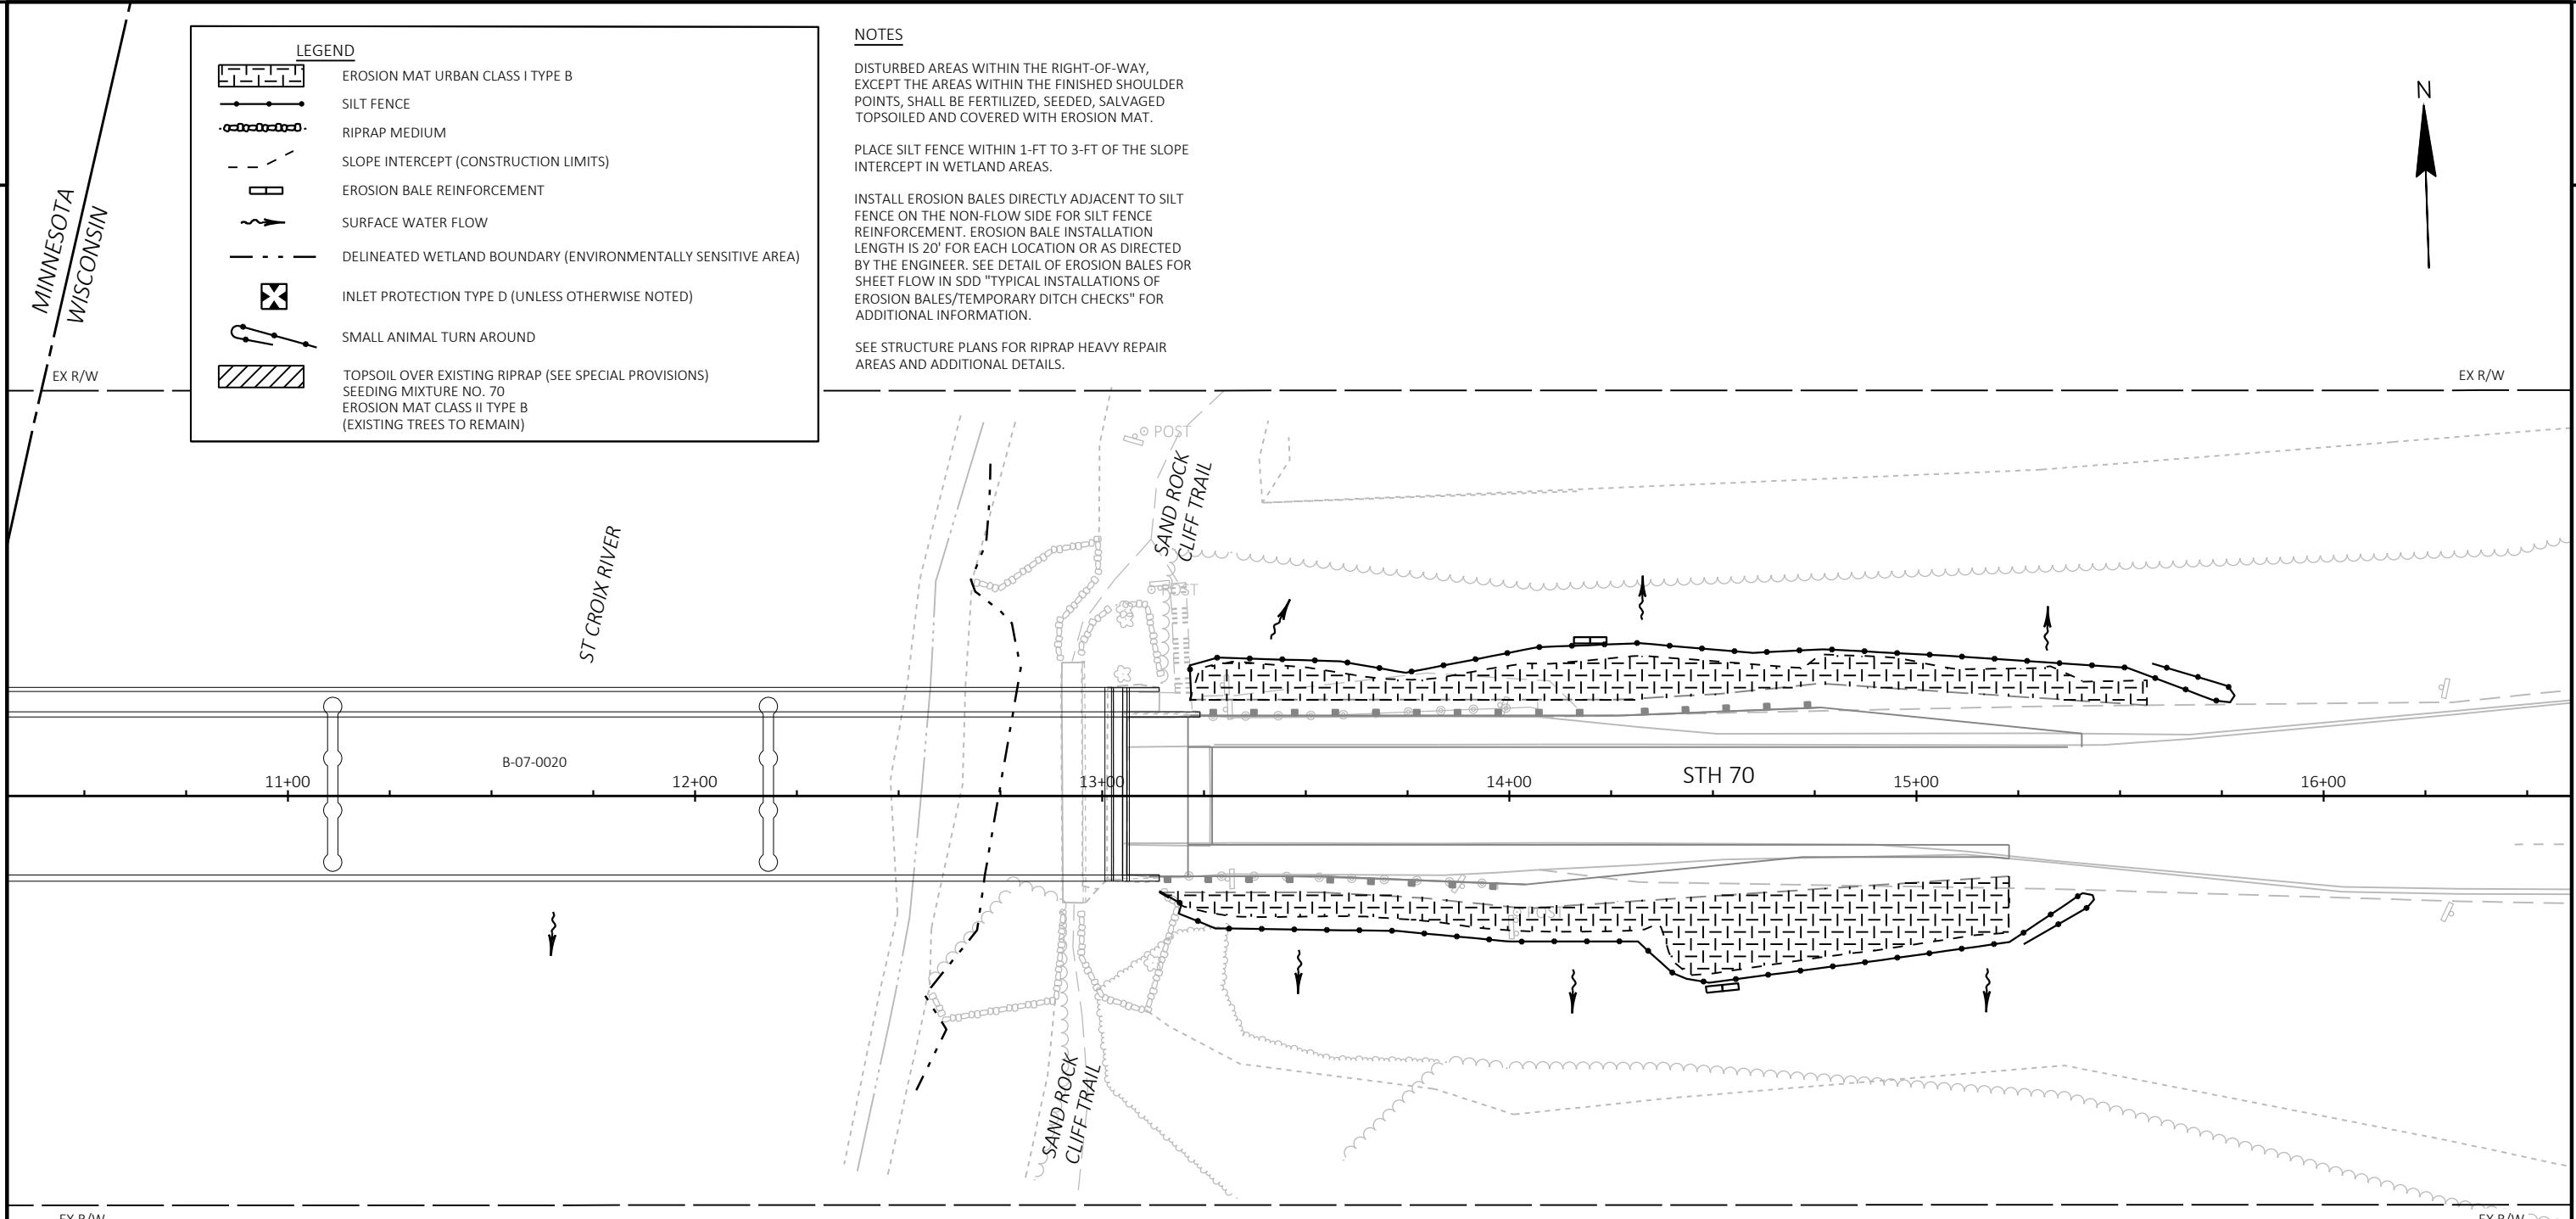 LEGEND
EROSION MAT URBAN CLASS I TYPE B
SILT FENCE
RIPRAP MEDIUM
SLOPE INTERCEPT (CONSTRUCTION LIMITS)
EROSION BALE REINFORCEMENT
SURFACE WATER FLOW
DELINEATED WETLAND BOUNDARY (ENVIRONMENTALLY SENSITIVE AREA)
INLET PROTECTION TYPE D (UNLESS OTHERWISE NOTED)
SMALL ANIMAL TURN AROUND
TOPSOIL OVER EXISTING RIPRAP (SEE SPECIAL PROVISIONS)
SEEDING MIXTURE NO. 70
EROSION MAT CLASS II TYPE B
(EXISTING TREES TO REMAIN)
NOTES
DISTURBED AREAS WITHIN THE RIGHT-OF-WAY,
EXCEPT THE AREAS WITHIN THE FINISHED SHOULDER
POINTS, SHALL BE FERTILIZED, SEEDED, SALVAGED
TOPSOILED AND COVERED WITH EROSION MAT.
PLACE SILT FENCE WITHIN 1-FT TO 3-FT OF THE SLOPE
INTERCEPT IN WETLAND AREAS.
INSTALL EROSION BALES DIRECTLY ADJACENT TO SILT
FENCE ON THE NON-FLOW SIDE FOR SILT FENCE
REINFORCEMENT. EROSION BALE INSTALLATION
LENGTH IS 20' FOR EACH LOCATION OR AS DIRECTED
BY THE ENGINEER. SEE DETAIL OF EROSION BALES FOR
SHEET FLOW IN SDD "TYPICAL INSTALLATIONS OF
EROSION BALES/TEMPORARY DITCH CHECKS" FOR
ADDITIONAL INFORMATION.
SEE STRUCTURE PLANS FOR RIPRAP HEAVY REPAIR
AREAS AND ADDITIONAL DETAILS.
N
MINNESOTA
WISCONSIN
EX R/W
EX R/W
POST
SAND ROCK
CLIFF TRAIL
ST CROIX RIVER
POST
B-07-0020
11+00
12+00
13+00
14+00
STH 70
15+00
16+00
POST
SAND ROCK
CLIFF TRAIL
EX R/W
EX R/W